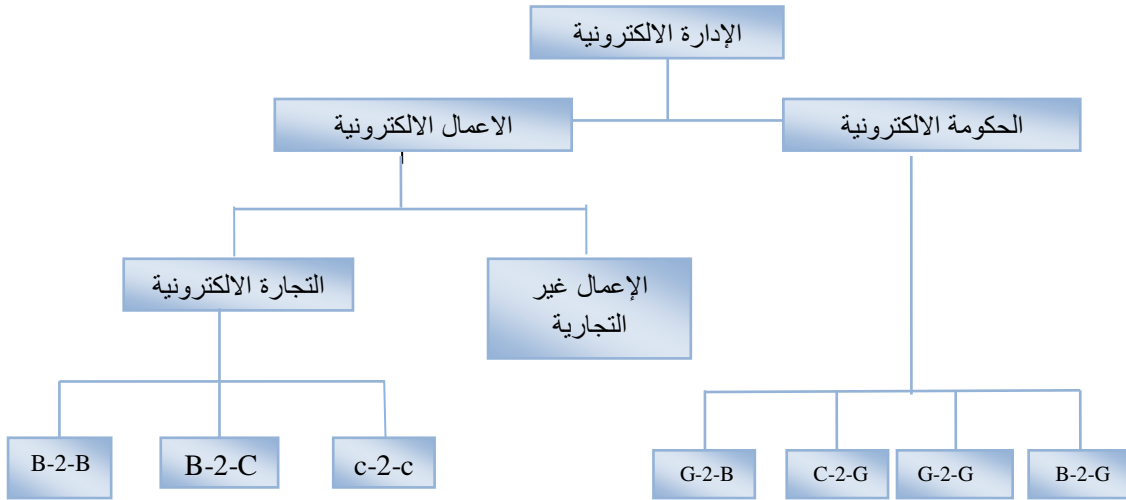 الإدارة الالكترونية
الحكومة الالكترونية
الاعمال الالكترونية
الإعمال غير
التجارية
التجارة الالكترونية
B-2-G
G-2-G
C-2-G
G-2-B
c-2-c
B-2-C
B-2-B